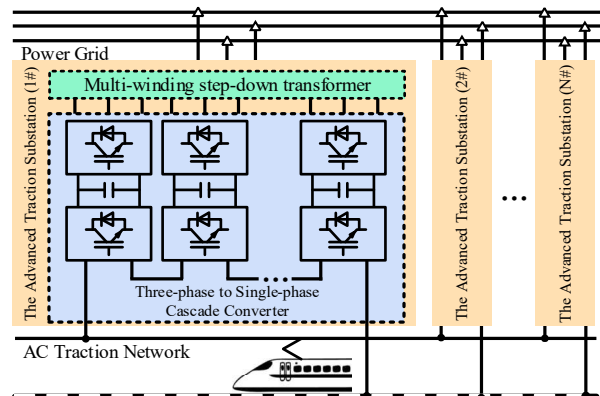 Power Grid
The Advanced Traction Substation (1#)
Multi-winding step-down transformer
Three-phase to Single-phase
Cascade Converter
The Advanced Traction Substation (2#)
...
The Advanced Traction Substation (N#)
AC Traction Network